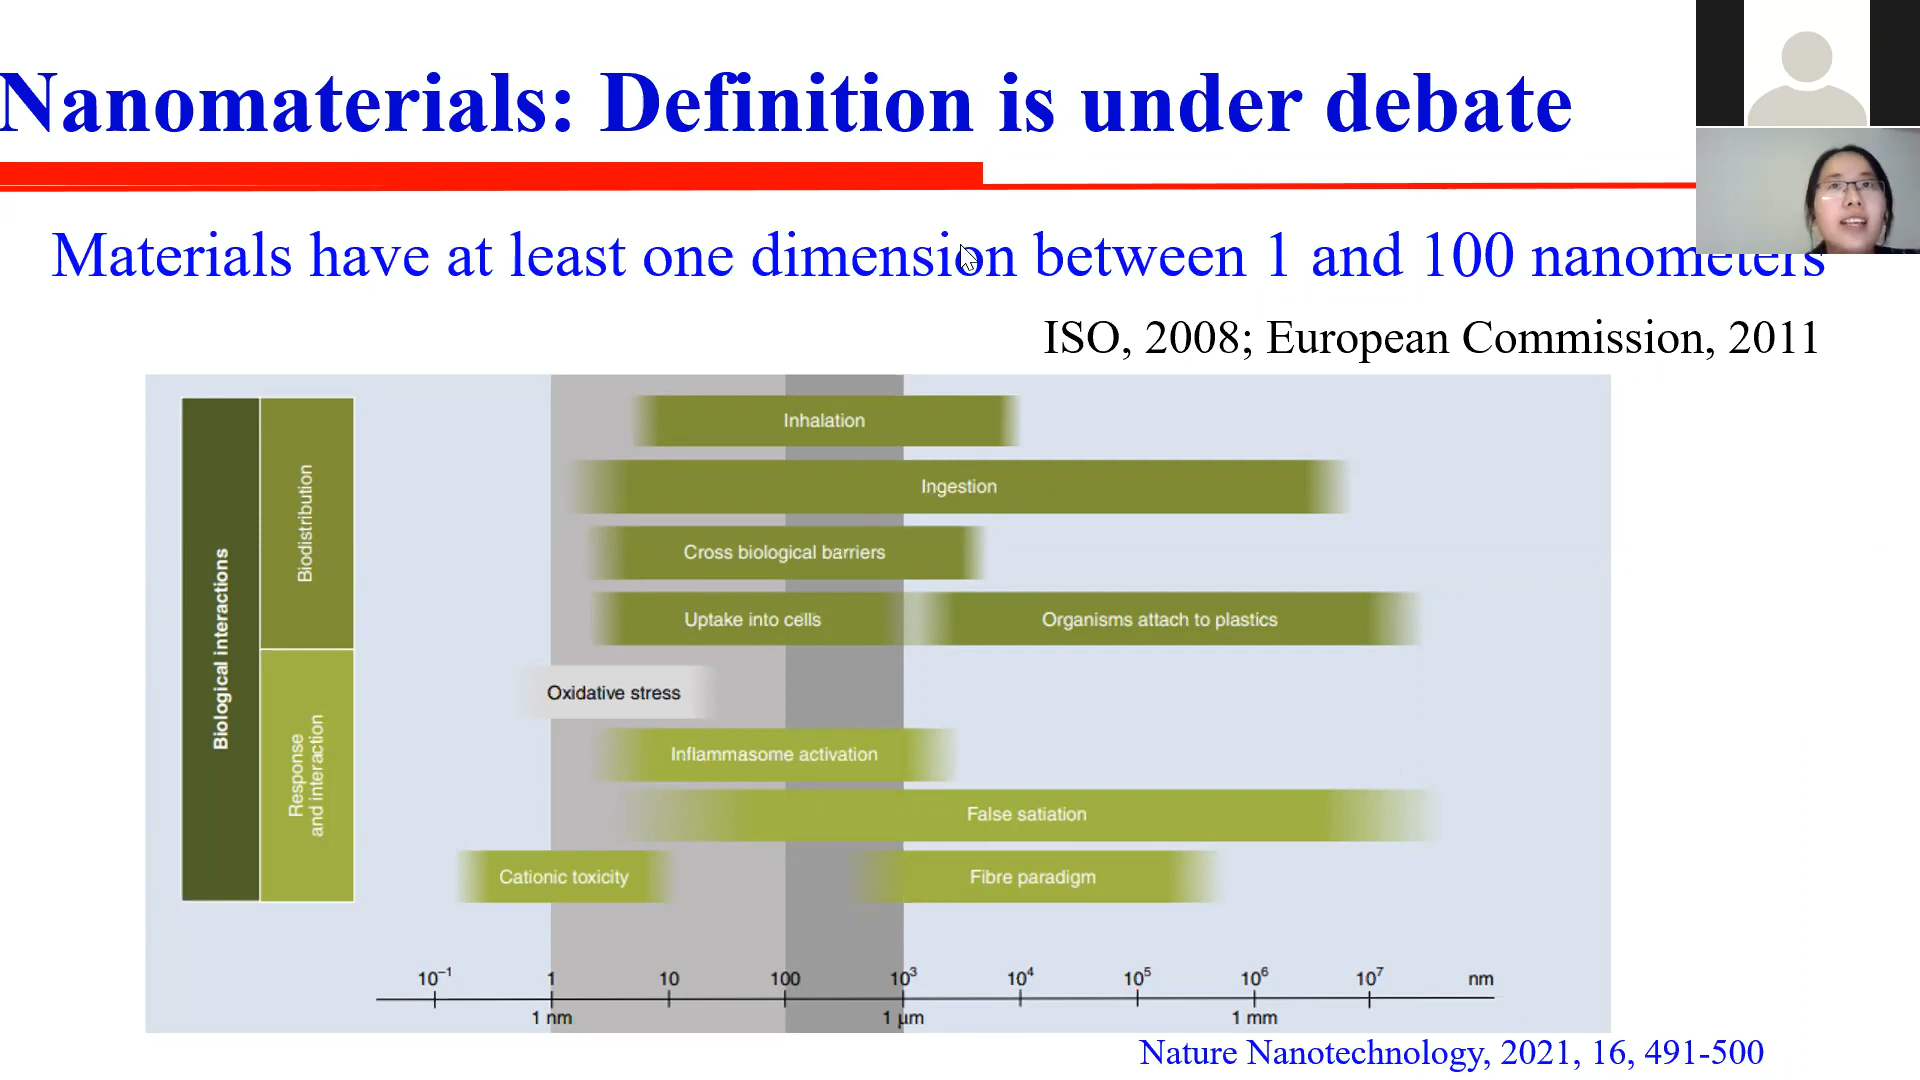 Nanomaterials: Definition is under debate
Materials have at least one dimension between 1 and 100 nanometers
ISO, 2008; European Commission, 2011
Biological interactions
Biodistribution
Response
and interaction
Inhalation
Ingestion
Cross biological barriers
Uptake into cells
Organisms attach to plastics
Oxidative stress
Inflammasome activation
False satiation
Cationic toxicity
Fibre paradigm
10⁻¹ 1 10 100 10³ 10⁴ 10⁵ 10⁶ 10⁷ nm
1 nm 1 μm 1 mm
Nature Nanotechnology, 2021, 16, 491-500